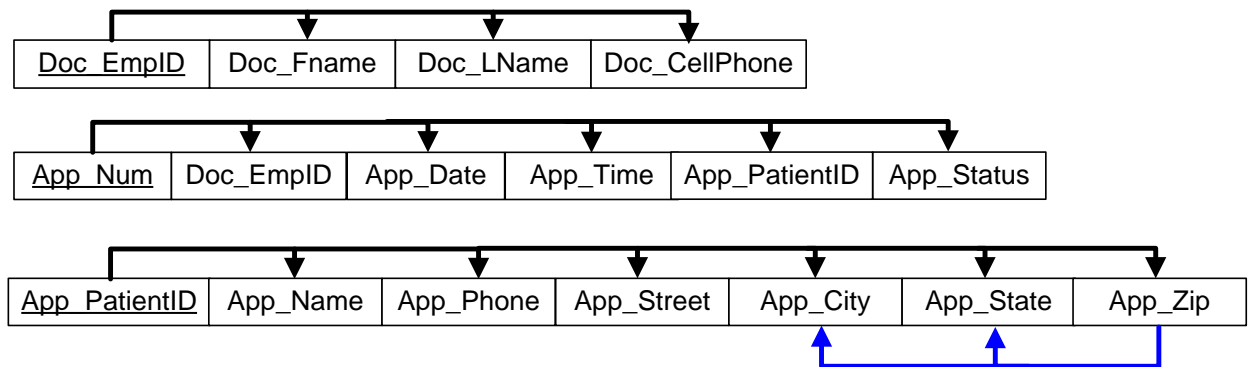 Doc_EmpID Doc_Fname Doc_LName Doc_CellPhone
App_Num Doc_EmpID App_Date App_Time App_PatientID App_Status
App_PatientID App_Name App_Phone App_Street App_City App_State App_Zip